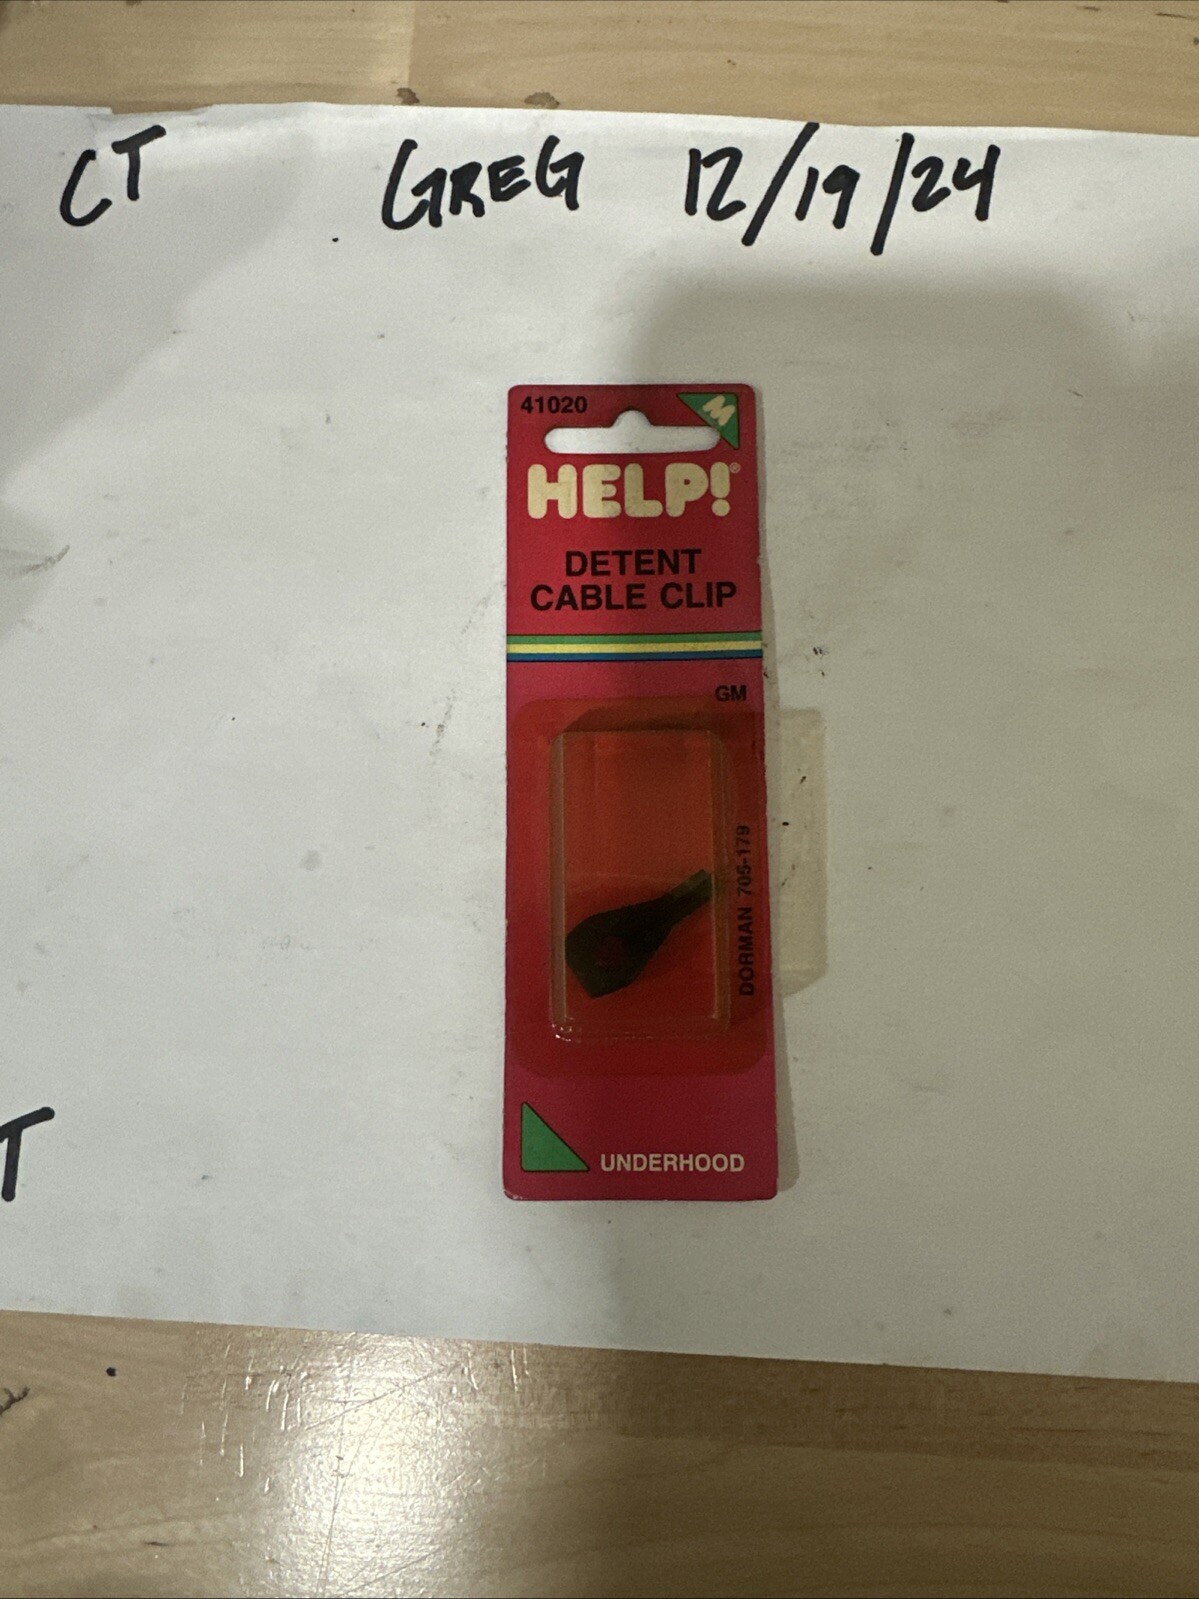 CT GREG 12/19/24
41020
M
HELP!®
DETENT
CABLE CLIP
GM
DORMAN 705-179
T
UNDERHOOD